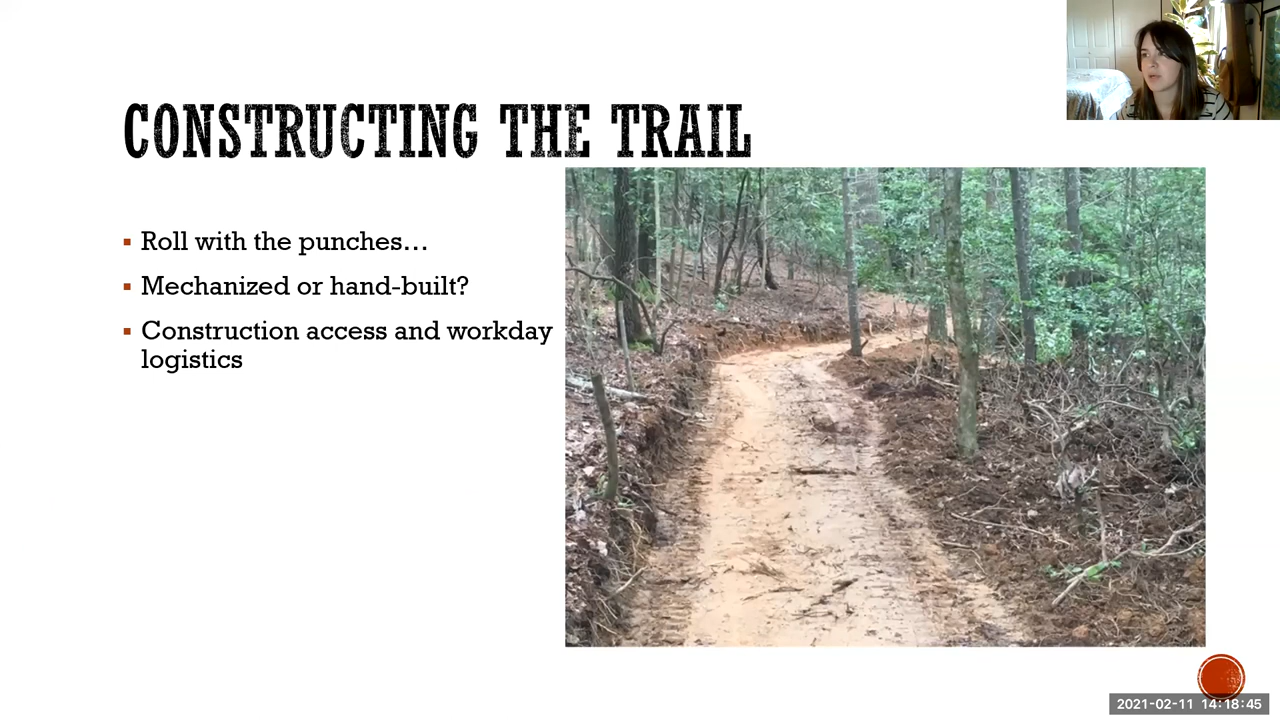 CONSTRUCTING THE TRAIL
Roll with the punches...
Mechanized or hand-built?
Construction access and workday
logistics
2021-02-11 14:18:45